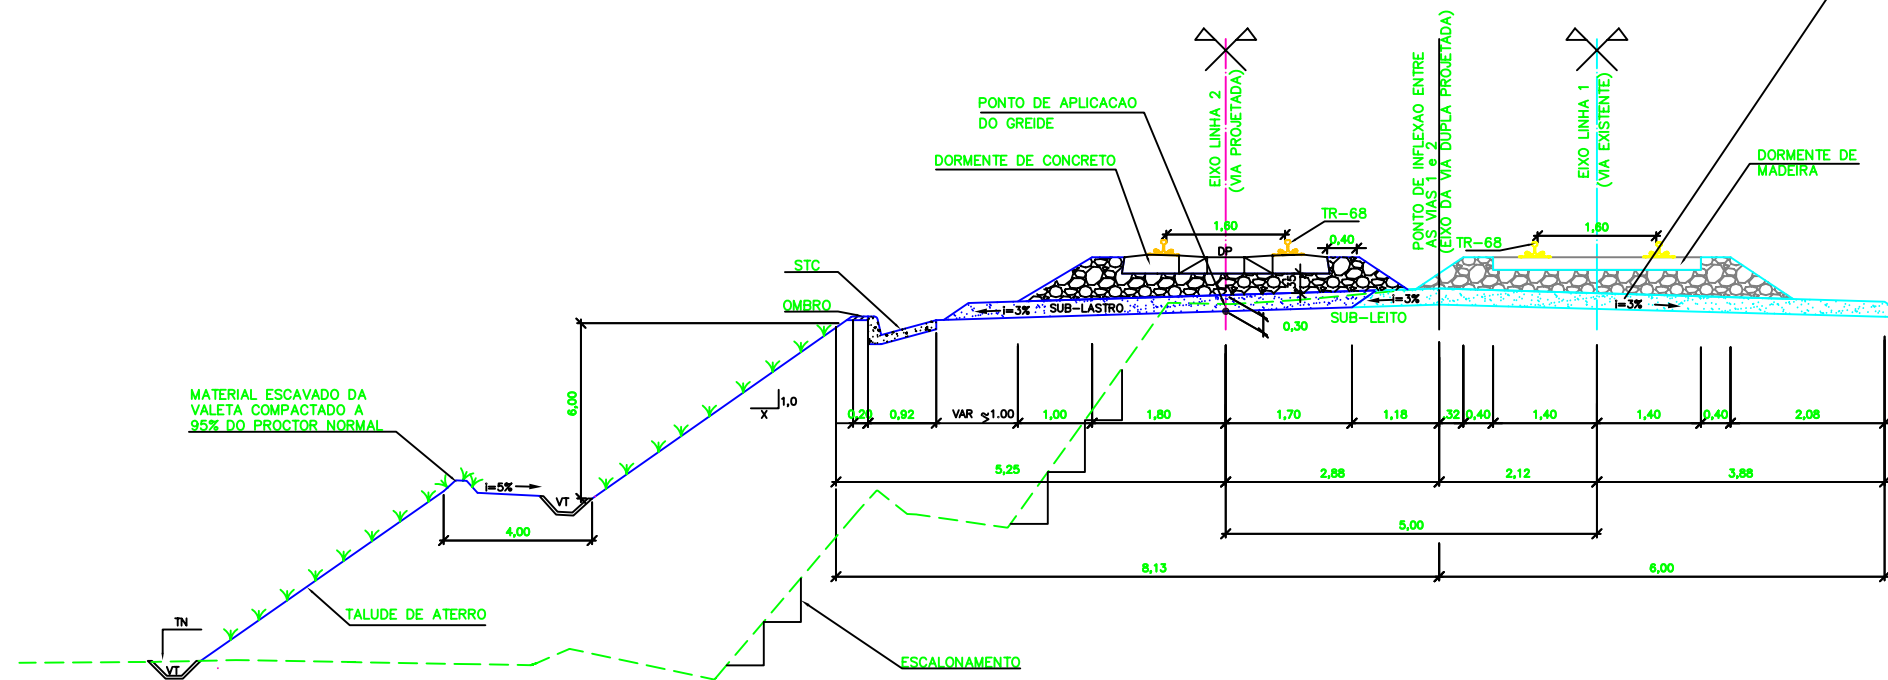 PONTO DE APLICACAO
DO GREIDE
DORMENTE DE CONCRETO
EIXO LINHA 2
(VIA PROJETADA)
PONTO DE INFLEXAO ENTRE
AS VIAS 1 e 2
(EIXO DA VIA DUPLA PROJETADA)
EIXO LINHA 1
(VIA EXISTENTE)
DORMENTE DE
MADEIRA
TR-68
1,60
0,40
DP
TR-68
1,60
STC
OMBRO
i=3%
SUB-LASTRO
i=3%
SUB-LEITO
0,30
i=3%
6,00
MATERIAL ESCAVADO DA
VALETA COMPACTADO A
95% DO PROCTOR NORMAL
1,0
X
0,20
0,92
VAR ~1.00
1,00
1,80
1,70
1,18
32
0,40
1,40
1,40
0,40
2,08
5,25
2,88
2,12
3,88
i=5%
VT
4,00
5,00
8,13
6,00
TALUDE DE ATERRO
TN
VT
ESCALONAMENTO